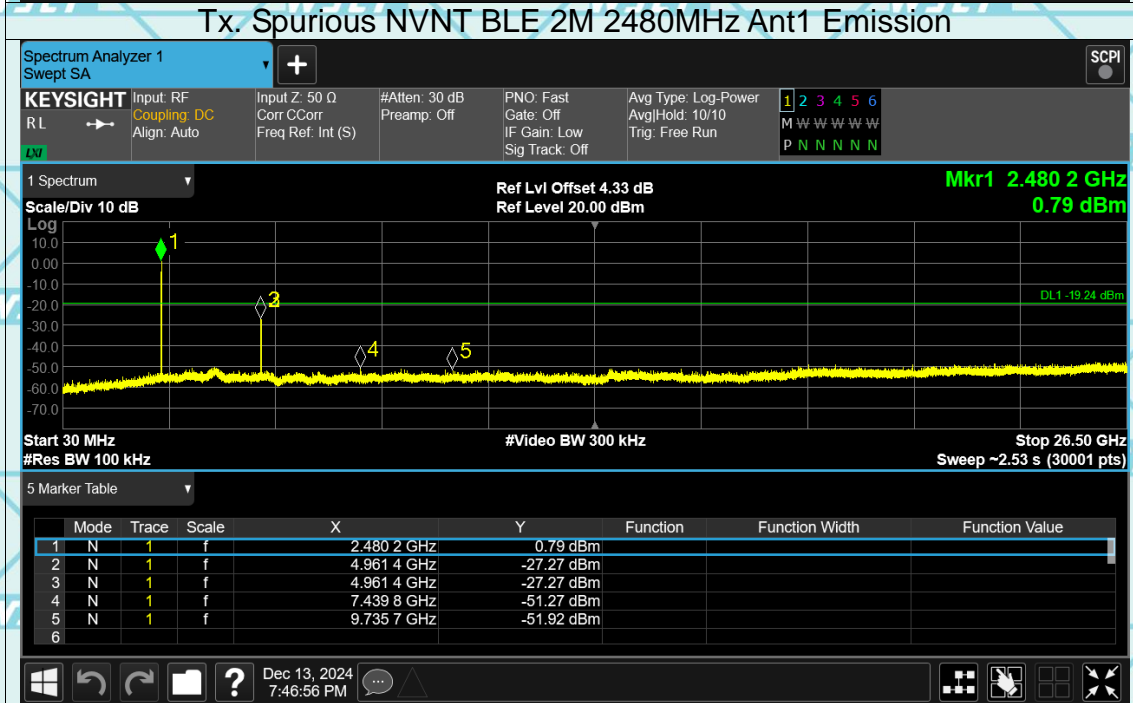 Tx. Spurious NVNT BLE 2M 2480MHz Ant1 Emission
Spectrum Analyzer 1
Swept SA
SCPI
KEYSIGHT
RL
LXI
Input: RF
Coupling: DC
Align: Auto
Input Z: 50 Ω
Corr CCorr
Freq Ref: Int (S)
#Atten: 30 dB
Preamp: Off
PNO: Fast
Gate: Off
IF Gain: Low
Sig Track: Off
Avg Type: Log-Power
Avg|Hold: 10/10
Trig: Free Run
1 2 3 4 5 6
M W W W W W
P N N N N N
1 Spectrum
Scale/Div 10 dB
Ref Lvl Offset 4.33 dB
Ref Level 20.00 dBm
Mkr1 2.480 2 GHz
0.79 dBm
Log
10.0
0.00
-10.0
-20.0
-30.0
-40.0
-50.0
-60.0
-70.0
1
3
4
5
DL1 -19.24 dBm
Start 30 MHz
#Video BW 300 kHz
Stop 26.50 GHz
#Res BW 100 kHz
Sweep ~2.53 s (30001 pts)
5 Marker Table
Mode Trace Scale X Y Function Function Width Function Value
1 N 1 f 2.480 2 GHz 0.79 dBm
2 N 1 f 4.961 4 GHz -27.27 dBm
3 N 1 f 4.961 4 GHz -27.27 dBm
4 N 1 f 7.439 8 GHz -51.27 dBm
5 N 1 f 9.735 7 GHz -51.92 dBm
6
Dec 13, 2024
7:46:56 PM